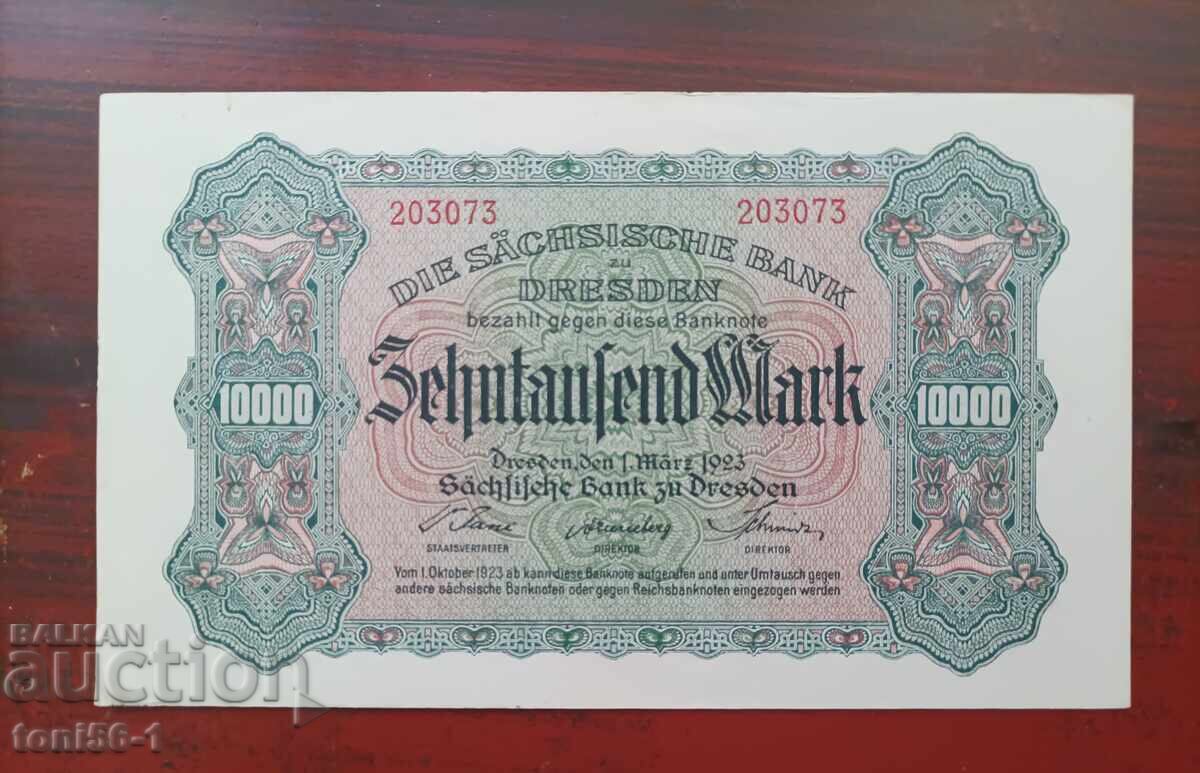 203073 203073
DIE SÄCHSISCHE BANK
zu
DRESDEN
bezahlt gegen diese Banknote
Zehntauſend Mark
10000 10000
Dresden, den 1. März 1923
Sächſiſche Bank zu Dresden
STAATSVERTRETER DIREKTOR DIREKTOR
Vom 1. Oktober 1923 ab kann diese Banknote aufgerufen und unter Umtausch gegen
andere sächsische Banknoten oder gegen Reichsbanknoten eingezogen werden
BALKAN
auction
toni56-1